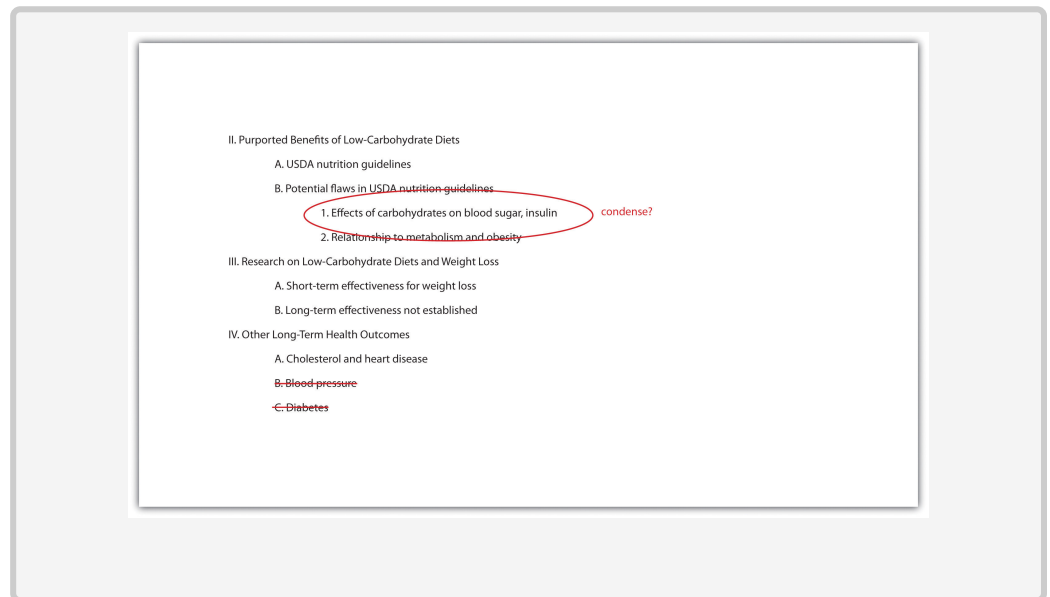 II. Purported Benefits of Low-Carbohydrate Diets
A. USDA nutrition guidelines
B. Potential flaws in USDA nutrition guidelines
1. Effects of carbohydrates on blood sugar, insulin condense?
2. Relationship to metabolism and obesity
III. Research on Low-Carbohydrate Diets and Weight Loss
A. Short-term effectiveness for weight loss
B. Long-term effectiveness not established
IV. Other Long-Term Health Outcomes
A. Cholesterol and heart disease
B. Blood pressure
C. Diabetes